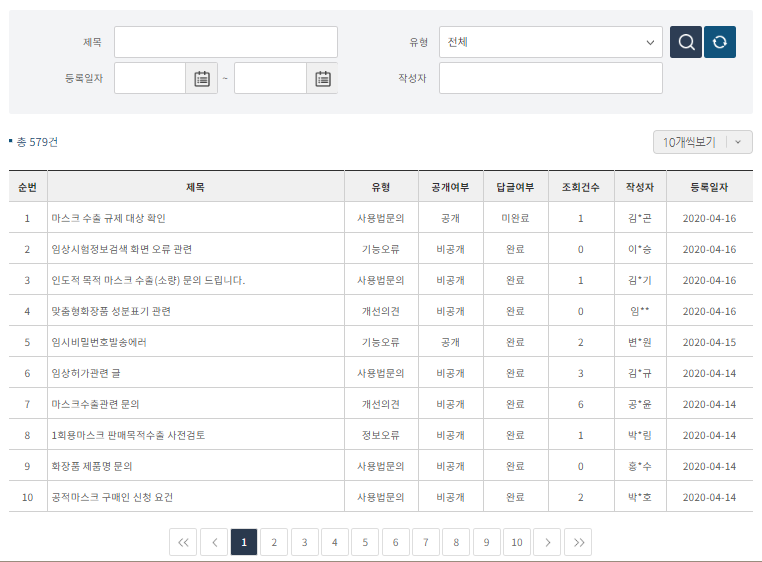 제목 유형 전체
등록일자 ~ 작성자
총 579건 10개씩보기
순번 제목 유형 공개여부 답글여부 조회건수 작성자 등록일자
1 마스크 수출 규제 대상 확인 사용법문의 공개 미완료 1 김*곤 2020-04-16
2 임상시험정보검색 화면 오류 관련 기능오류 비공개 완료 0 이*승 2020-04-16
3 인도적 목적 마스크 수출(소량) 문의 드립니다. 사용법문의 비공개 완료 1 김*기 2020-04-16
4 맞춤형화장품 성분표기 관련 개선의견 비공개 완료 0 임** 2020-04-16
5 임시비밀번호발송에러 기능오류 공개 완료 2 변*원 2020-04-15
6 임상허가관련 글 사용법문의 비공개 완료 3 김*규 2020-04-14
7 마스크수출관련 문의 개선의견 비공개 완료 6 공*윤 2020-04-14
8 1회용마스크 판매목적수출 사전검토 정보오류 비공개 완료 1 박*림 2020-04-14
9 화장품 제품명 문의 사용법문의 비공개 완료 0 홍*수 2020-04-14
10 공적마스크 구매인 신청 요건 사용법문의 비공개 완료 2 박*호 2020-04-14
1 2 3 4 5 6 7 8 9 10